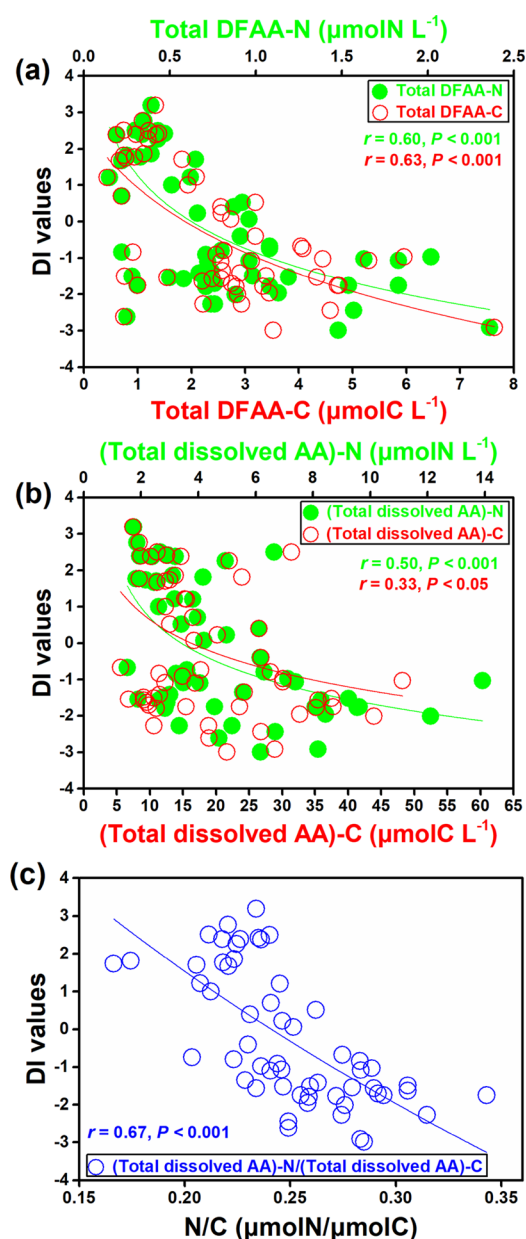 Total DFAA-N (μmolN L⁻¹)
0.0 0.5 1.0 1.5 2.0 2.5
(a)
DI values
4
3
2
1
0
-1
-2
-3
-4
Total DFAA-N
Total DFAA-C
r = 0.60, P < 0.001
r = 0.63, P < 0.001
0 1 2 3 4 5 6 7 8
Total DFAA-C (μmolC L⁻¹)
(Total dissolved AA)-N (μmolN L⁻¹)
0 2 4 6 8 10 12 14
(b)
DI values
4
3
2
1
0
-1
-2
-3
-4
(Total dissolved AA)-N
(Total dissolved AA)-C
r = 0.50, P < 0.001
r = 0.33, P < 0.05
0 5 10 15 20 25 30 35 40 45 50 55 60 65
(Total dissolved AA)-C (μmolC L⁻¹)
(c)
DI values
4
3
2
1
0
-1
-2
-3
-4
r = 0.67, P < 0.001
(Total dissolved AA)-N/(Total dissolved AA)-C
0.15 0.20 0.25 0.30 0.35
N/C (μmolN/μmolC)